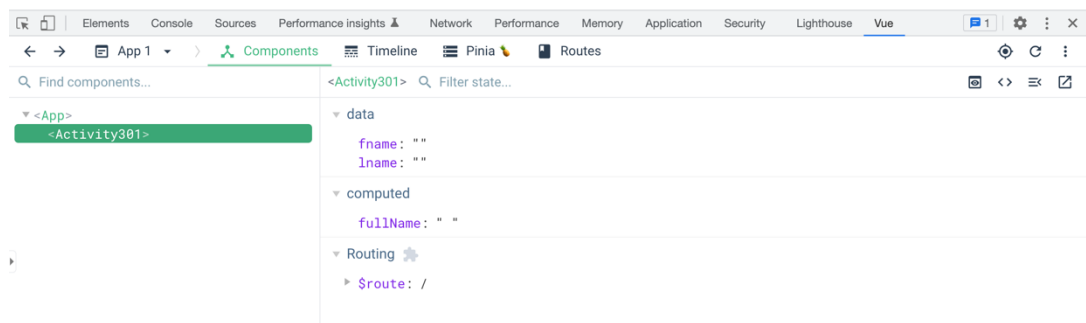 Elements Console Sources Performance insights Network Performance Memory Application Security Lighthouse Vue 1
App 1 Components Timeline Pinia 🍍 Routes
Find components... <Activity301> Filter state...
<App>
<Activity301>
data
fname: ""
lname: ""
computed
fullName: " "
Routing
$route: /